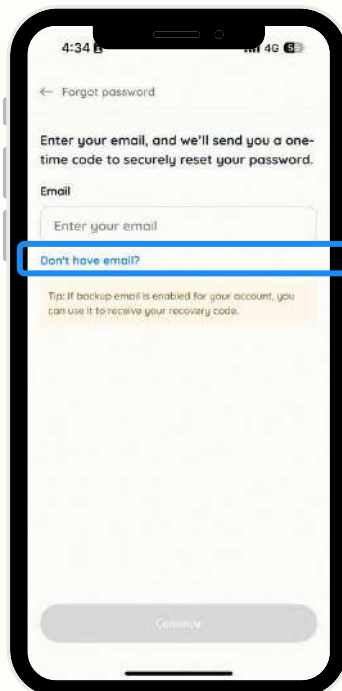 4:34
4G 5
← Forgot password
Enter your email, and we'll send you a one-
time code to securely reset your password.
Email
Enter your email
Don't have email?
Tip: If backup email is enabled for your account, you
can use it to receive your recovery code.
Continue